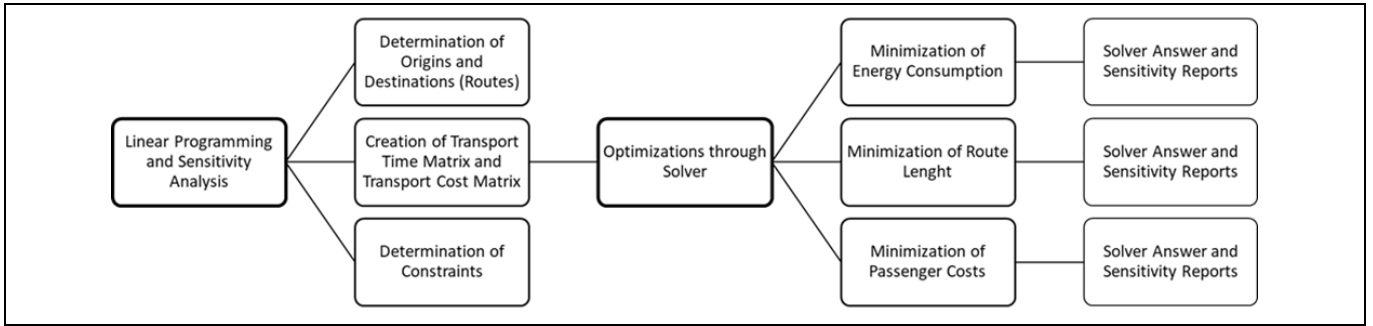 Linear Programming
and Sensitivity
Analysis
Determination of
Origins and
Destinations (Routes)
Creation of Transport
Time Matrix and
Transport Cost Matrix
Determination of
Constraints
Optimizations through
Solver
Minimization of
Energy Consumption
Minimization of Route
Lenght
Minimization of
Passenger Costs
Solver Answer and
Sensitivity Reports
Solver Answer and
Sensitivity Reports
Solver Answer and
Sensitivity Reports